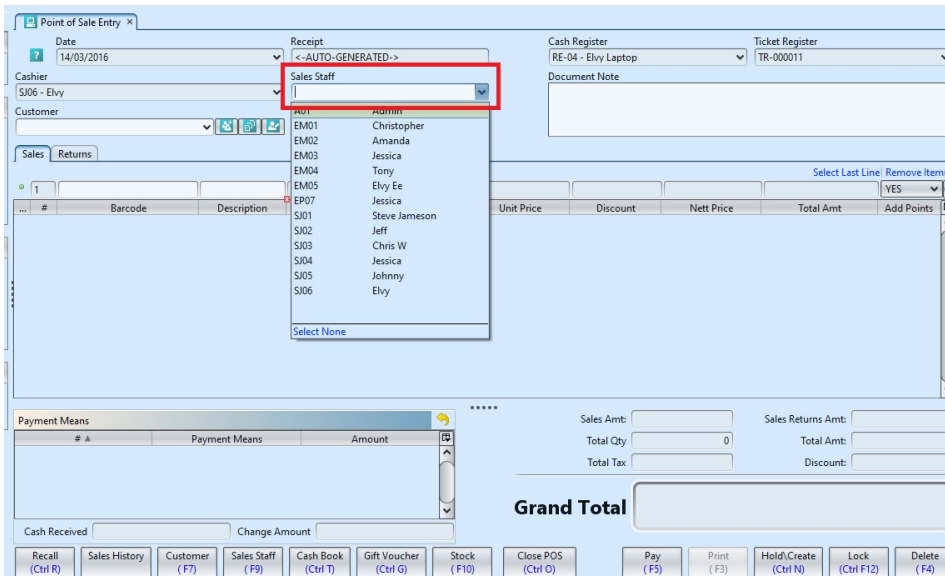 Point of Sale Entry ×
Date Receipt Cash Register Ticket Register
? 14/03/2016 <-AUTO-GENERATED-> RE-04 - Elvy Laptop TR-000011
Cashier Sales Staff Document Note
SJ06 - Elvy
Customer
A01 Admin
EM01 Christopher
EM02 Amanda
EM03 Jessica
EM04 Tony
EM05 Elvy Ee
EP07 Jessica
SJ01 Steve Jameson
SJ02 Jeff
SJ03 Chris W
SJ04 Jessica
SJ05 Johnny
SJ06 Elvy
Select None
Sales Returns
Select Last Line Remove Item
1 YES
... # Barcode Description Unit Price Discount Nett Price Total Amt Add Points
Payment Means
# Payment Means Amount
Cash Received Change Amount
Sales Amt: Sales Returns Amt:
Total Qty 0 Total Amt:
Total Tax Discount:
Grand Total
Recall Sales History Customer Sales Staff Cash Book Gift Voucher Stock Close POS Pay Print Hold\Create Lock Delete
(Ctrl R) ( F7) ( F9) (Ctrl T) (Ctrl G) ( F10) (Ctrl O) ( F5) ( F3) (Ctrl N) (Ctrl F12) ( F4)